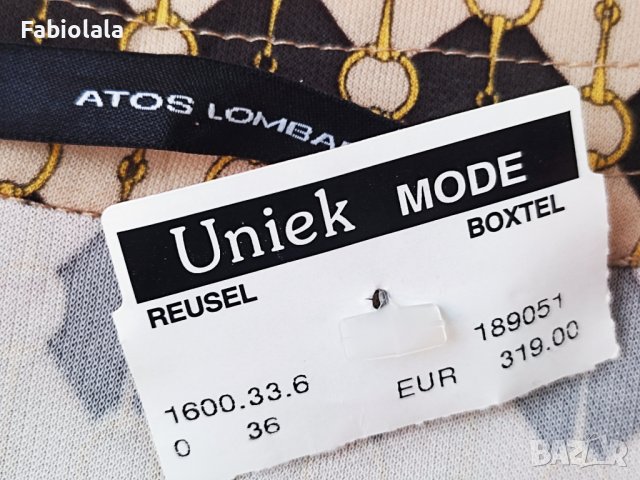 Fabiolala
ATOS LOMBA
Uniek MODE
REUSEL BOXTEL
189051
1600.33.6 EUR 319.00
0 36
BAZAR